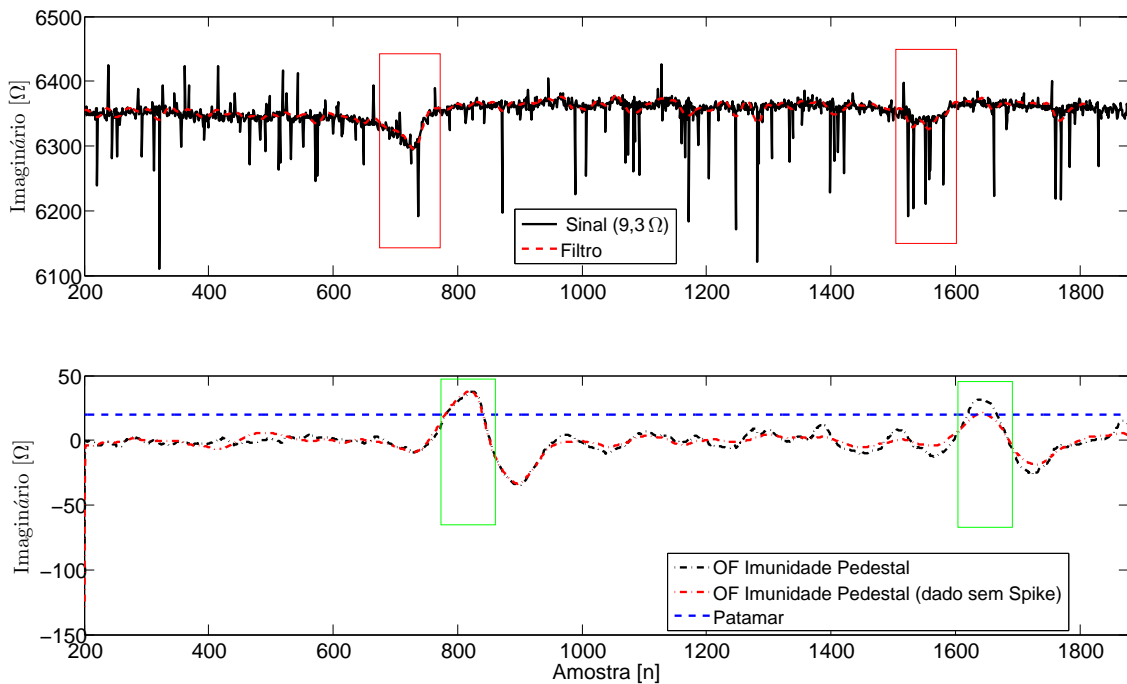 6500
6400
6300
6200
6100
Imaginário [Ω]
Sinal (9,3 Ω)
Filtro
200 400 600 800 1000 1200 1400 1600 1800
50
0
−50
−100
−150
Imaginário [Ω]
OF Imunidade Pedestal
OF Imunidade Pedestal (dado sem Spike)
Patamar
200 400 600 800 1000 1200 1400 1600 1800
Amostra [n]